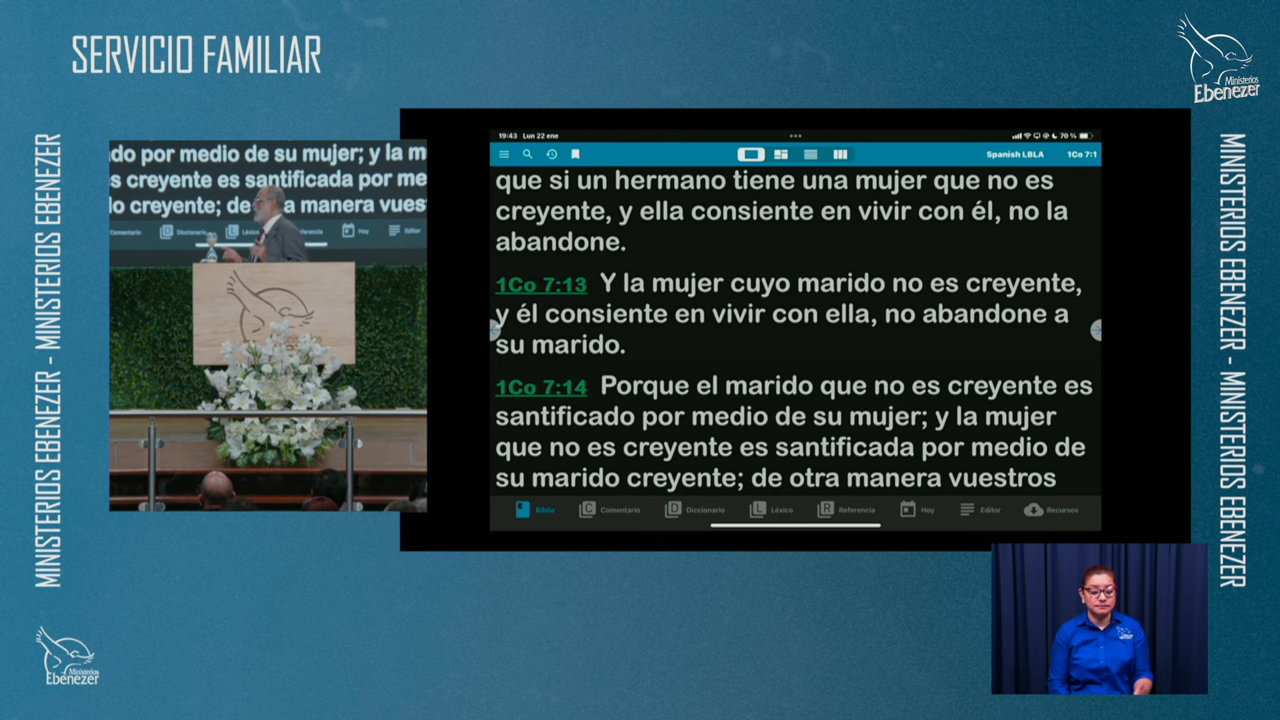 SERVICIO FAMILIAR
Ministerios
Ebenezer
MINISTERIOS EBENEZER - MINISTERIOS EBENEZER
do por medio de su mujer; y la m
s creyente es santificada por me
lo creyente; de a manera vues
Comentario Diccionario Léxico Hoy Editor
19:43 Lun 22 ene
70 %
Spanish LBLA 1Co 7:1
que si un hermano tiene una mujer que no es
creyente, y ella consiente en vivir con él, no la
abandone.
1Co 7:13 Y la mujer cuyo marido no es creyente,
y él consiente en vivir con ella, no abandone a
su marido.
1Co 7:14 Porque el marido que no es creyente es
santificado por medio de su mujer; y la mujer
que no es creyente es santificada por medio de
su marido creyente; de otra manera vuestros
Biblia C Comentario D Diccionario L Léxico R Referencia Hoy Editor Recursos
MINISTERIOS EBENEZER - MINISTERIOS EBENEZER
Ministerios
Ebenezer